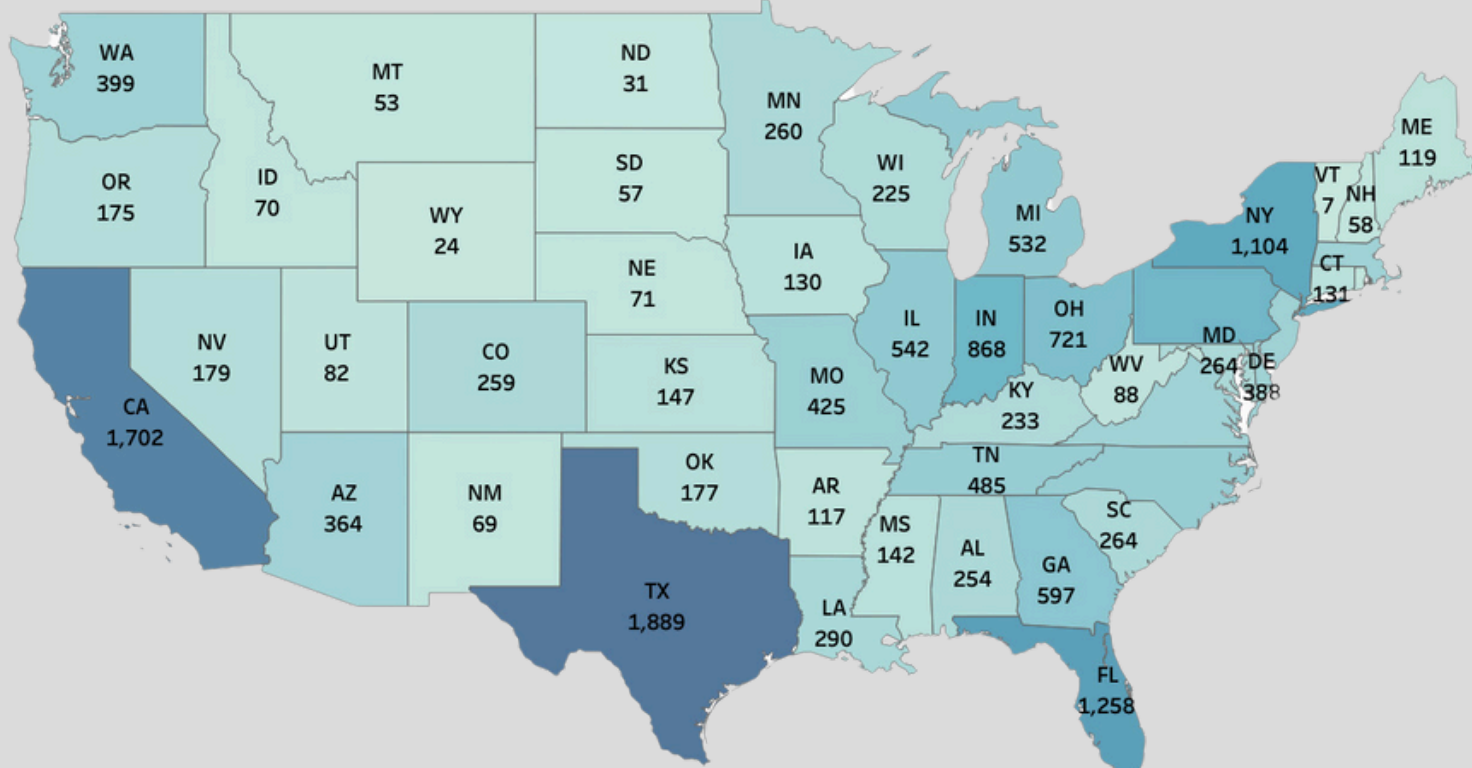 WA
399
MT
53
ND
31
MN
260
OR
175
ID
70
WY
24
SD
57
WI
225
MI
532
NY
1,104
VT
7
NH
58
ME
119
NE
71
IA
130
CT
131
NV
179
UT
82
CO
259
KS
147
MO
425
IL
542
IN
868
OH
721
WV
88
MD
264
DE
388
KY
233
CA
1,702
AZ
364
NM
69
OK
177
AR
117
TN
485
SC
264
MS
142
AL
254
GA
597
TX
1,889
LA
290
FL
1,258